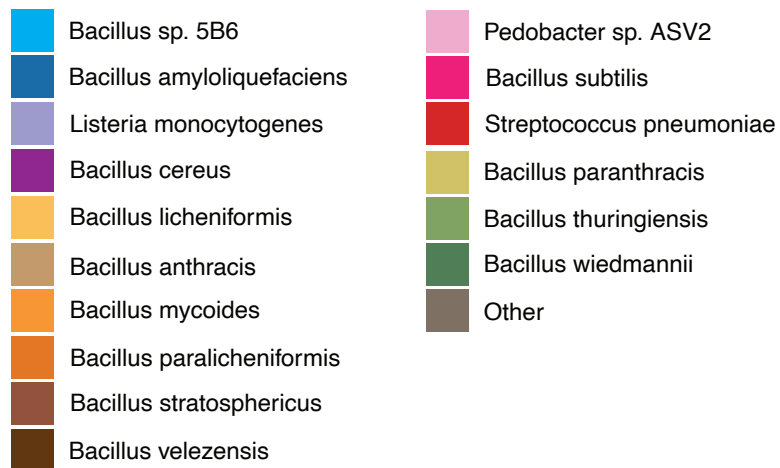 Bacillus sp. 5B6
Bacillus amyloliquefaciens
Listeria monocytogenes
Bacillus cereus
Bacillus licheniformis
Bacillus anthracis
Bacillus mycoides
Bacillus paralicheniformis
Bacillus stratosphericus
Bacillus velezensis
Pedobacter sp. ASV2
Bacillus subtilis
Streptococcus pneumoniae
Bacillus paranthracis
Bacillus thuringiensis
Bacillus wiedmannii
Other